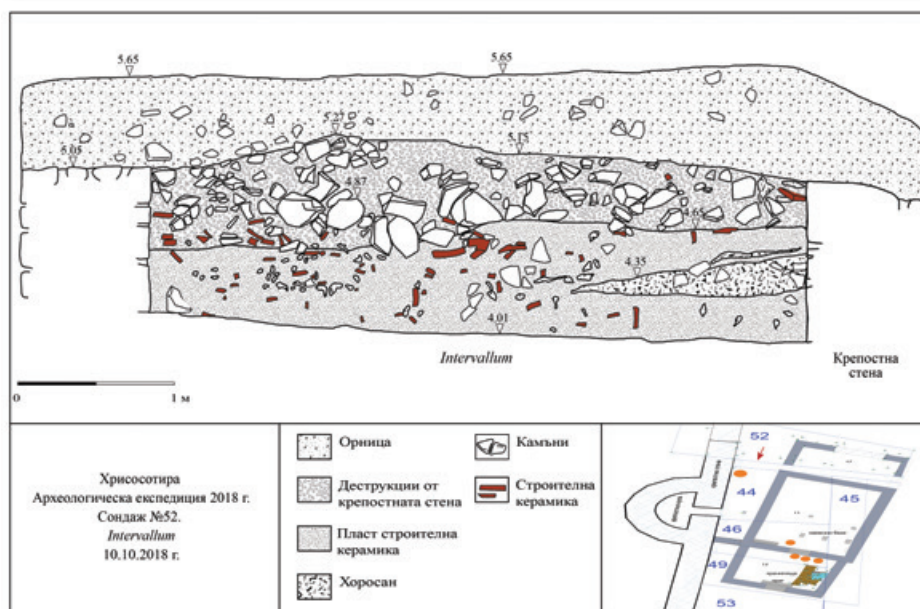 5.65
5.65
5.27
5.15
5.05
4.87
4.65
4.35
4.01
Intervallum
Крепостна
стена
0
1 м
Хрисосотира
Археологическа експедиция 2018 г.
Сондаж №52.
Intervallum
10.10.2018 г.
Орница
Деструкции от
крепостната стена
Пласт строителна
керамика
Хоросан
Камъни
Строителна
керамика
52
44
45
46
49
53